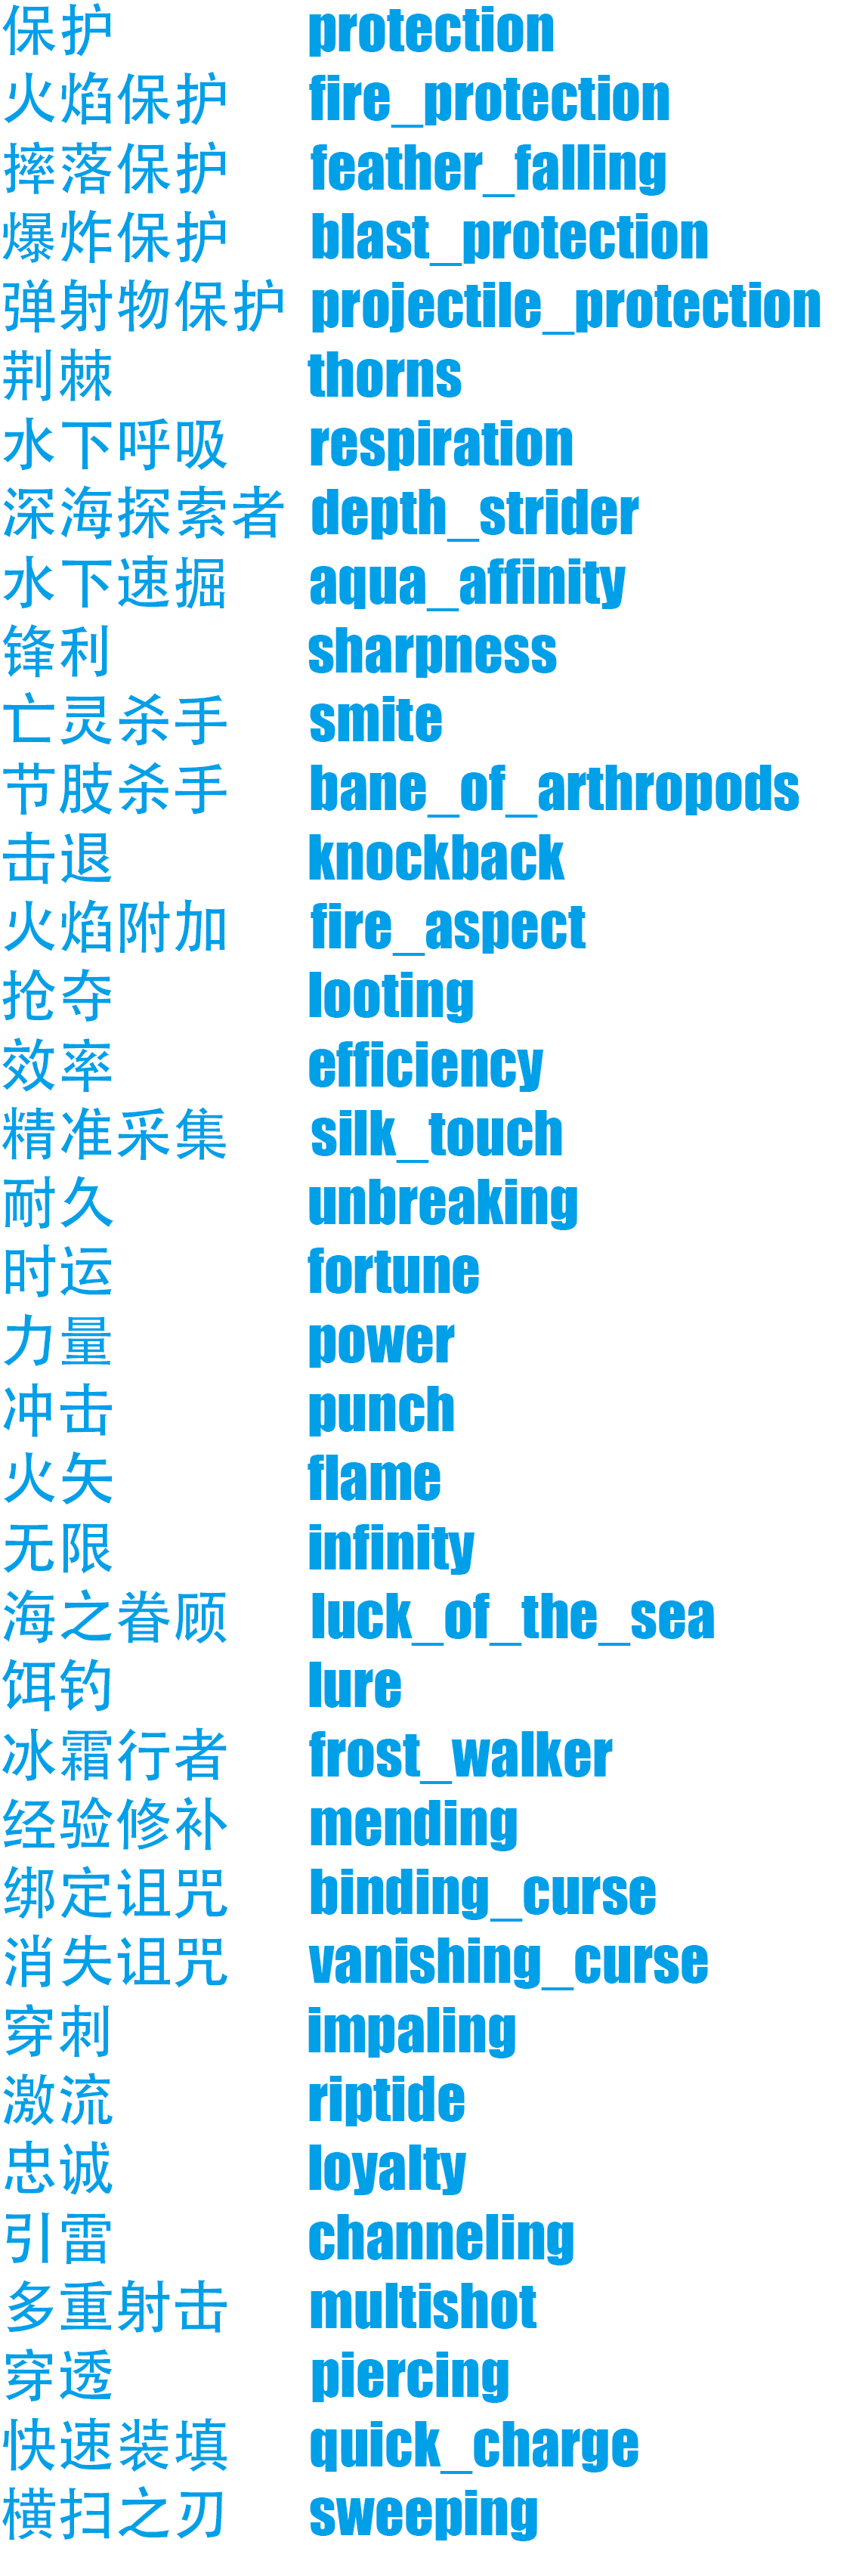 保护 protection
火焰保护 fire_protection
摔落保护 feather_falling
爆炸保护 blast_protection
弹射物保护 projectile_protection
荆棘 thorns
水下呼吸 respiration
深海探索者 depth_strider
水下速掘 aqua_affinity
锋利 sharpness
亡灵杀手 smite
节肢杀手 bane_of_arthropods
击退 knockback
火焰附加 fire_aspect
抢夺 looting
效率 efficiency
精准采集 silk_touch
耐久 unbreaking
时运 fortune
力量 power
冲击 punch
火矢 flame
无限 infinity
海之眷顾 luck_of_the_sea
饵钓 lure
冰霜行者 frost_walker
经验修补 mending
绑定诅咒 binding_curse
消失诅咒 vanishing_curse
穿刺 impaling
激流 riptide
忠诚 loyalty
引雷 channeling
多重射击 multishot
穿透 piercing
快速装填 quick_charge
横扫之刃 sweeping